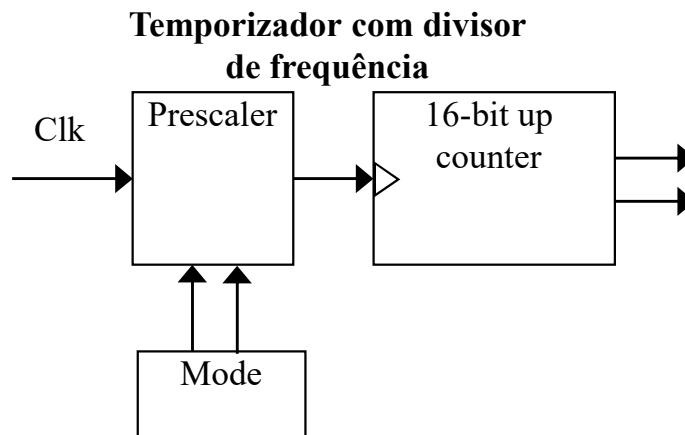 Temporizador com divisor
de frequência
Clk
Prescaler
16-bit up
counter
Mode